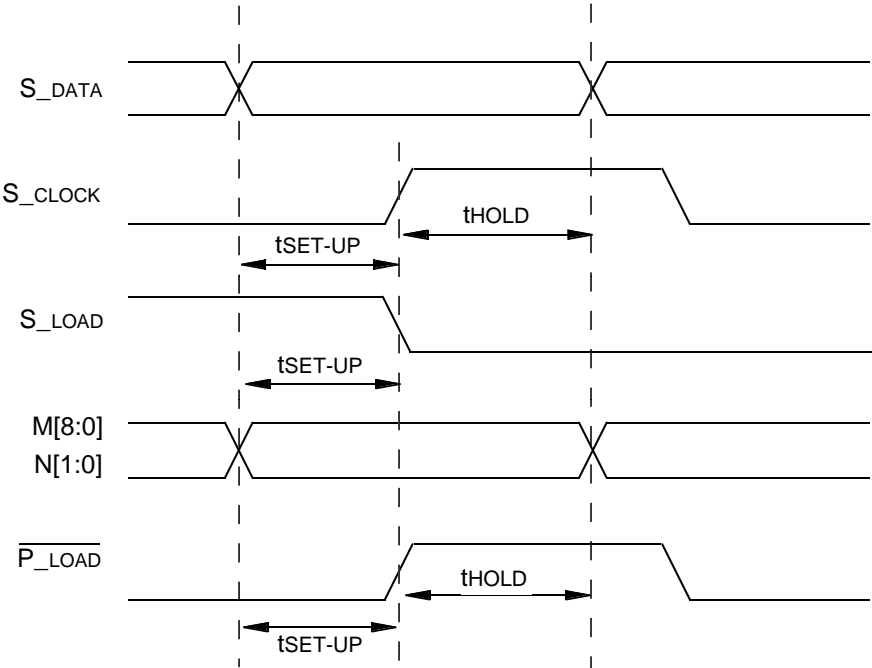 S_DATA
S_CLOCK
tHOLD
tSET-UP
S_LOAD
tSET-UP
M[8:0]
N[1:0]
P_LOAD
tHOLD
tSET-UP